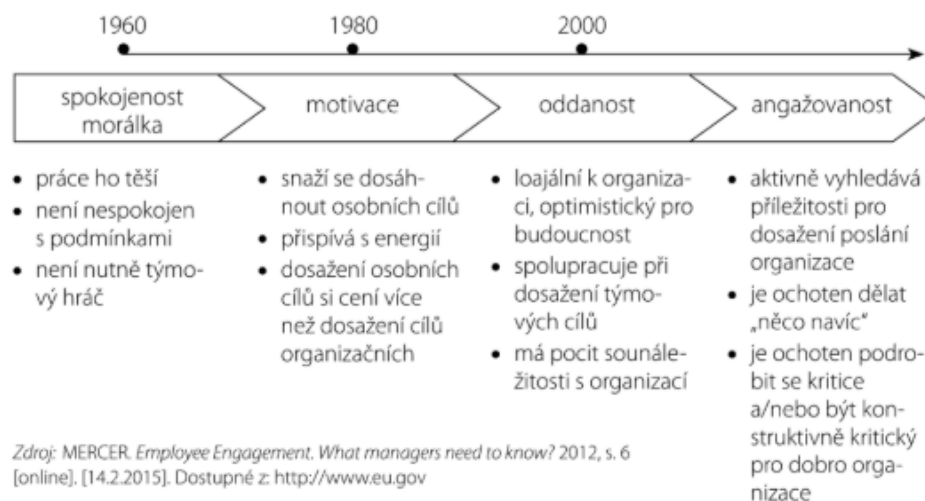 1960
1980
2000
spokojenost
morálka
motivace
oddanost
angažovanost
• práce ho těší
• není nespokojen
s podmínkami
• není nutně týmo-
vý hráč
• snaží se dosáh-
nout osobních cílů
• přispívá s energií
• dosažení osobních
cílů si cení více
než dosažení cílů
organizačních
• loajální k organiza-
ci, optimistický pro
budoucnost
• spolupracuje při
dosažení týmo-
vých cílů
• má pocit sounále-
žitosti s organizací
• aktivně vyhledává
příležitosti pro
dosažení poslání
organizace
• je ochoten dělat
„něco navíc“
• je ochoten podro-
bit se kritice
a/nebo být kon-
struktivně kritický
pro dobro orga-
nizace
Zdroj: MERCER. Employee Engagement. What managers need to know? 2012, s. 6
[online]. [14.2.2015]. Dostupné z: http://www.eu.gov